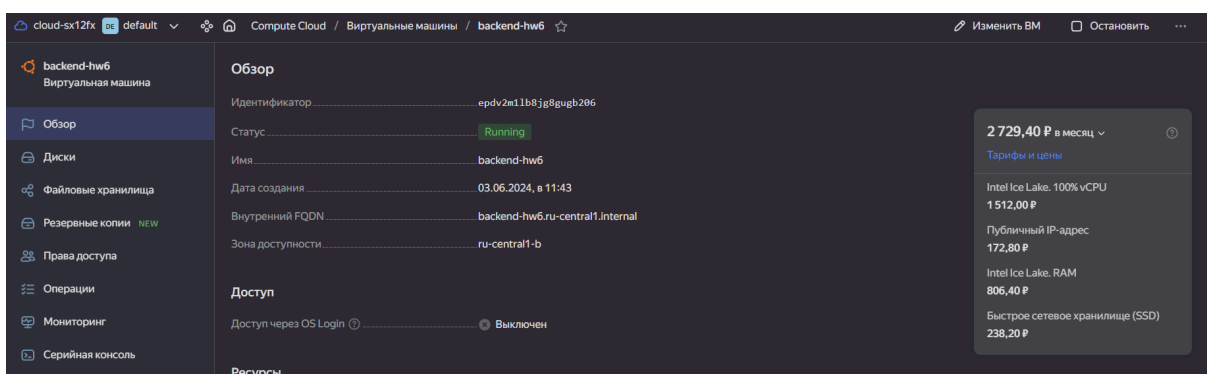 cloud-sx12fx DE default Compute Cloud / Виртуальные машины / backend-hw6 Изменить ВМ Остановить ...
backend-hw6
Виртуальная машина
Обзор
Диски
Файловые хранилища
Резервные копии NEW
Права доступа
Операции
Мониторинг
Серийная консоль
Обзор
Идентификатор epdv2m1lb8jg8gugb206
Статус Running
Имя backend-hw6
Дата создания 03.06.2024, в 11:43
Внутренний FQDN backend-hw6.ru-central1.internal
Зона доступности ru-central1-b
Доступ
Доступ через OS Login Выключен
Ресурсы
2 729,40 ₽ в месяц
Тарифы и цены
Intel Ice Lake. 100% vCPU
1 512,00 ₽
Публичный IP-адрес
172,80 ₽
Intel Ice Lake. RAM
806,40 ₽
Быстрое сетевое хранилище (SSD)
238,20 ₽